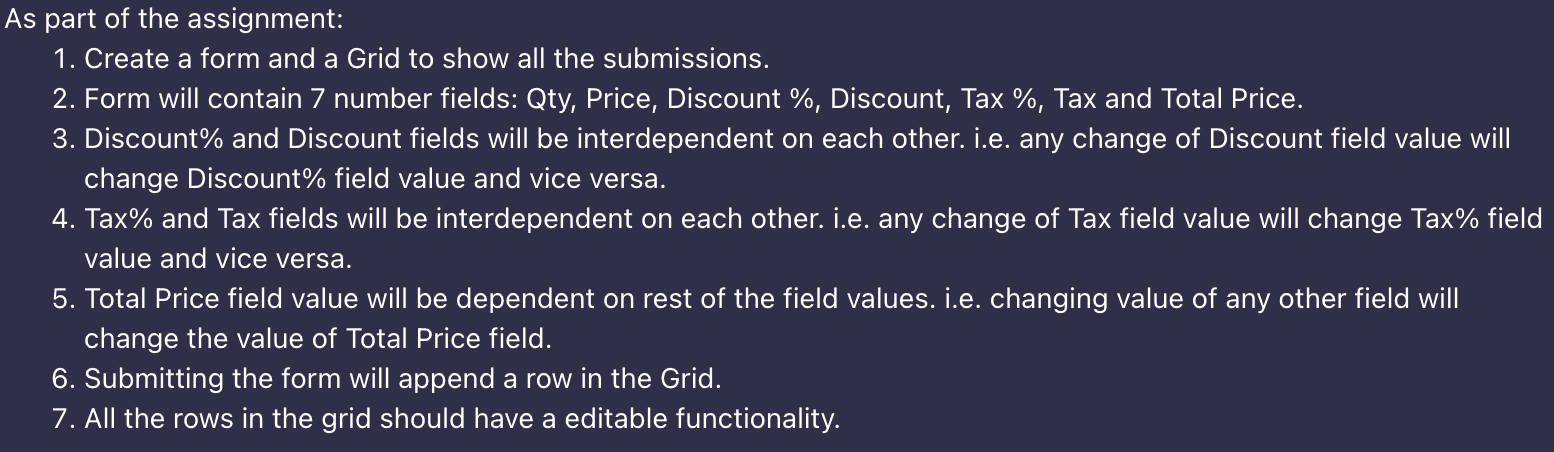 As part of the assignment:
1. Create a form and a Grid to show all the submissions.
2. Form will contain 7 number fields: Qty, Price, Discount %, Discount, Tax %, Tax and Total Price.
3. Discount% and Discount fields will be interdependent on each other. i.e. any change of Discount field value will
change Discount% field value and vice versa.
4. Tax% and Tax fields will be interdependent on each other. i.e. any change of Tax field value will change Tax% field
value and vice versa.
5. Total Price field value will be dependent on rest of the field values. i.e. changing value of any other field will
change the value of Total Price field.
6. Submitting the form will append a row in the Grid.
7. All the rows in the grid should have a editable functionality.